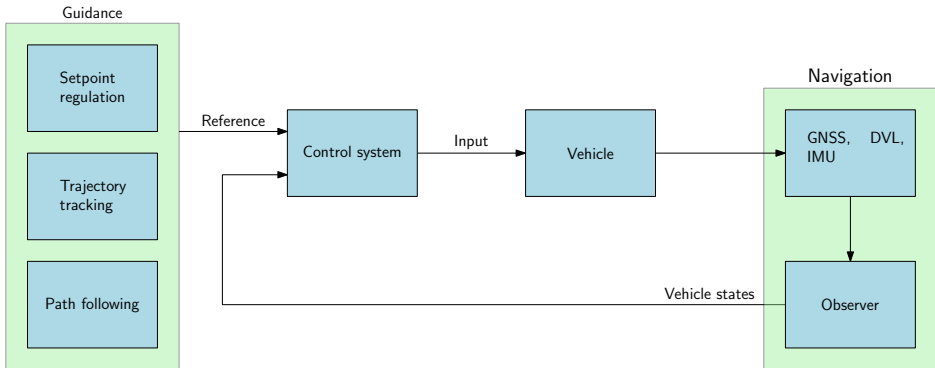 Guidance
Setpoint
regulation
Trajectory
tracking
Path following
Reference
Control system
Input
Vehicle
Navigation
GNSS, DVL,
IMU
Observer
Vehicle states